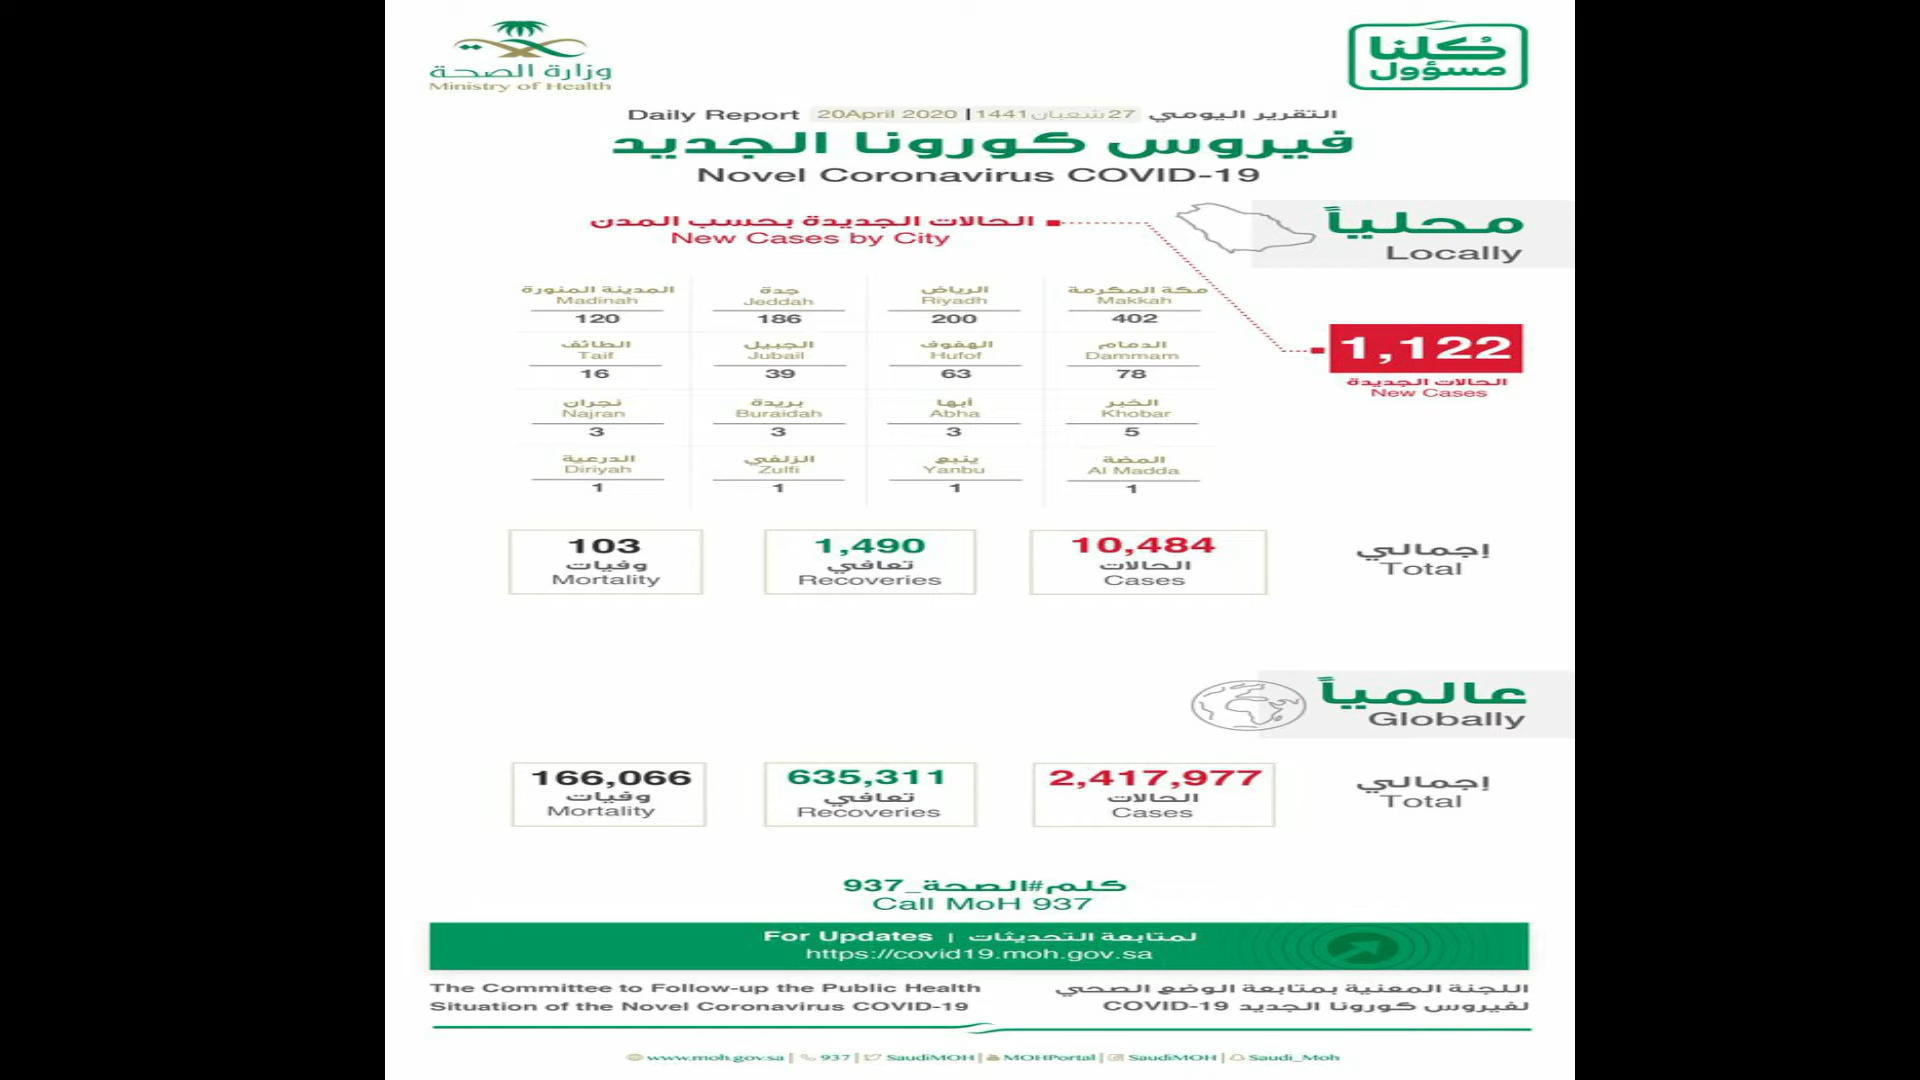 وزارة الصحة
Ministry of Health
كُلنا
مسؤول
Daily Report 20April 2020 | 27شعبان1441 التقرير اليومي
فيروس كورونا الجديد
Novel Coronavirus COVID-19
محلياً
Locally
الحالات الجديدة بحسب المدن
New Cases by City
1,122
الحالات الجديدة
New Cases
مكة المكرمة
Makkah
402
الرياض
Riyadh
200
جدة
Jeddah
186
المدينة المنورة
Madinah
120
الدمام
Dammam
78
الهفوف
Hufof
63
الجبيل
Jubail
39
الطائف
Taif
16
الخبر
Khobar
5
أبها
Abha
3
بريدة
Buraidah
3
نجران
Najran
3
المضة
Al Madda
1
ينبع
Yanbu
1
الزلفي
Zulfi
1
الدرعية
Diriyah
1
إجمالي
Total
10,484
الحالات
Cases
1,490
تعافي
Recoveries
103
وفيات
Mortality
عالمياً
Globally
إجمالي
Total
2,417,977
الحالات
Cases
635,311
تعافي
Recoveries
166,066
وفيات
Mortality
كلم#الصحة_937
Call MoH 937
For Updates | لمتابعة التحديثات
https://covid19.moh.gov.sa
اللجنة المعنية بمتابعة الوضع الصحي
لفيروس كورونا الجديد COVID-19
The Committee to Follow-up the Public Health
Situation of the Novel Coronavirus COVID-19
www.moh.gov.sa | 937 | SaudiMOH | MOHPortal | SaudiMOH | Saudi_Moh